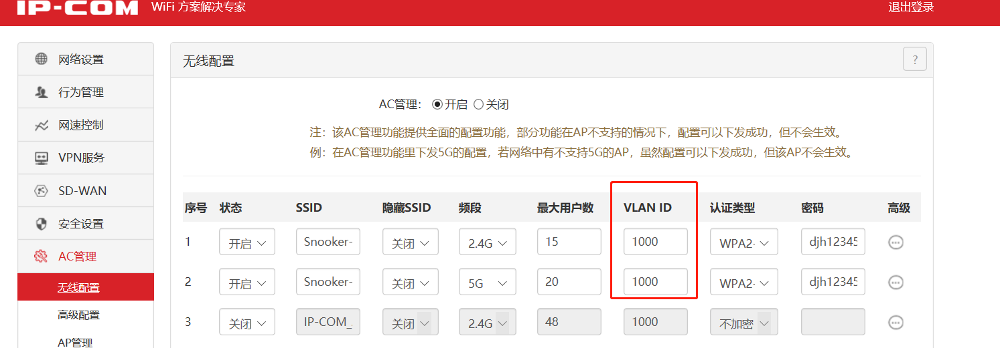 IP-COM WiFi 方案解决专家 退出登录
网络设置
行为管理
网速控制
VPN服务
SD-WAN
安全设置
AC管理
无线配置
高级配置
AP管理
无线配置 ?
AC管理： 开启 关闭
注：该AC管理功能提供全面的配置功能，部分功能在AP不支持的情况下，配置可以下发成功，但不会生效。
例：在AC管理功能里下发5G的配置，若网络中有不支持5G的AP，虽然配置可以下发成功，但该AP不会生效。
序号 状态 SSID 隐藏SSID 频段 最大用户数 VLAN ID 认证类型 密码 高级
1 开启 Snooker- 关闭 2.4G 15 1000 WPA2- djh12345
2 开启 Snooker- 关闭 5G 20 1000 WPA2- djh12345
3 关闭 IP-COM_ 关闭 2.4G 48 1000 不加密